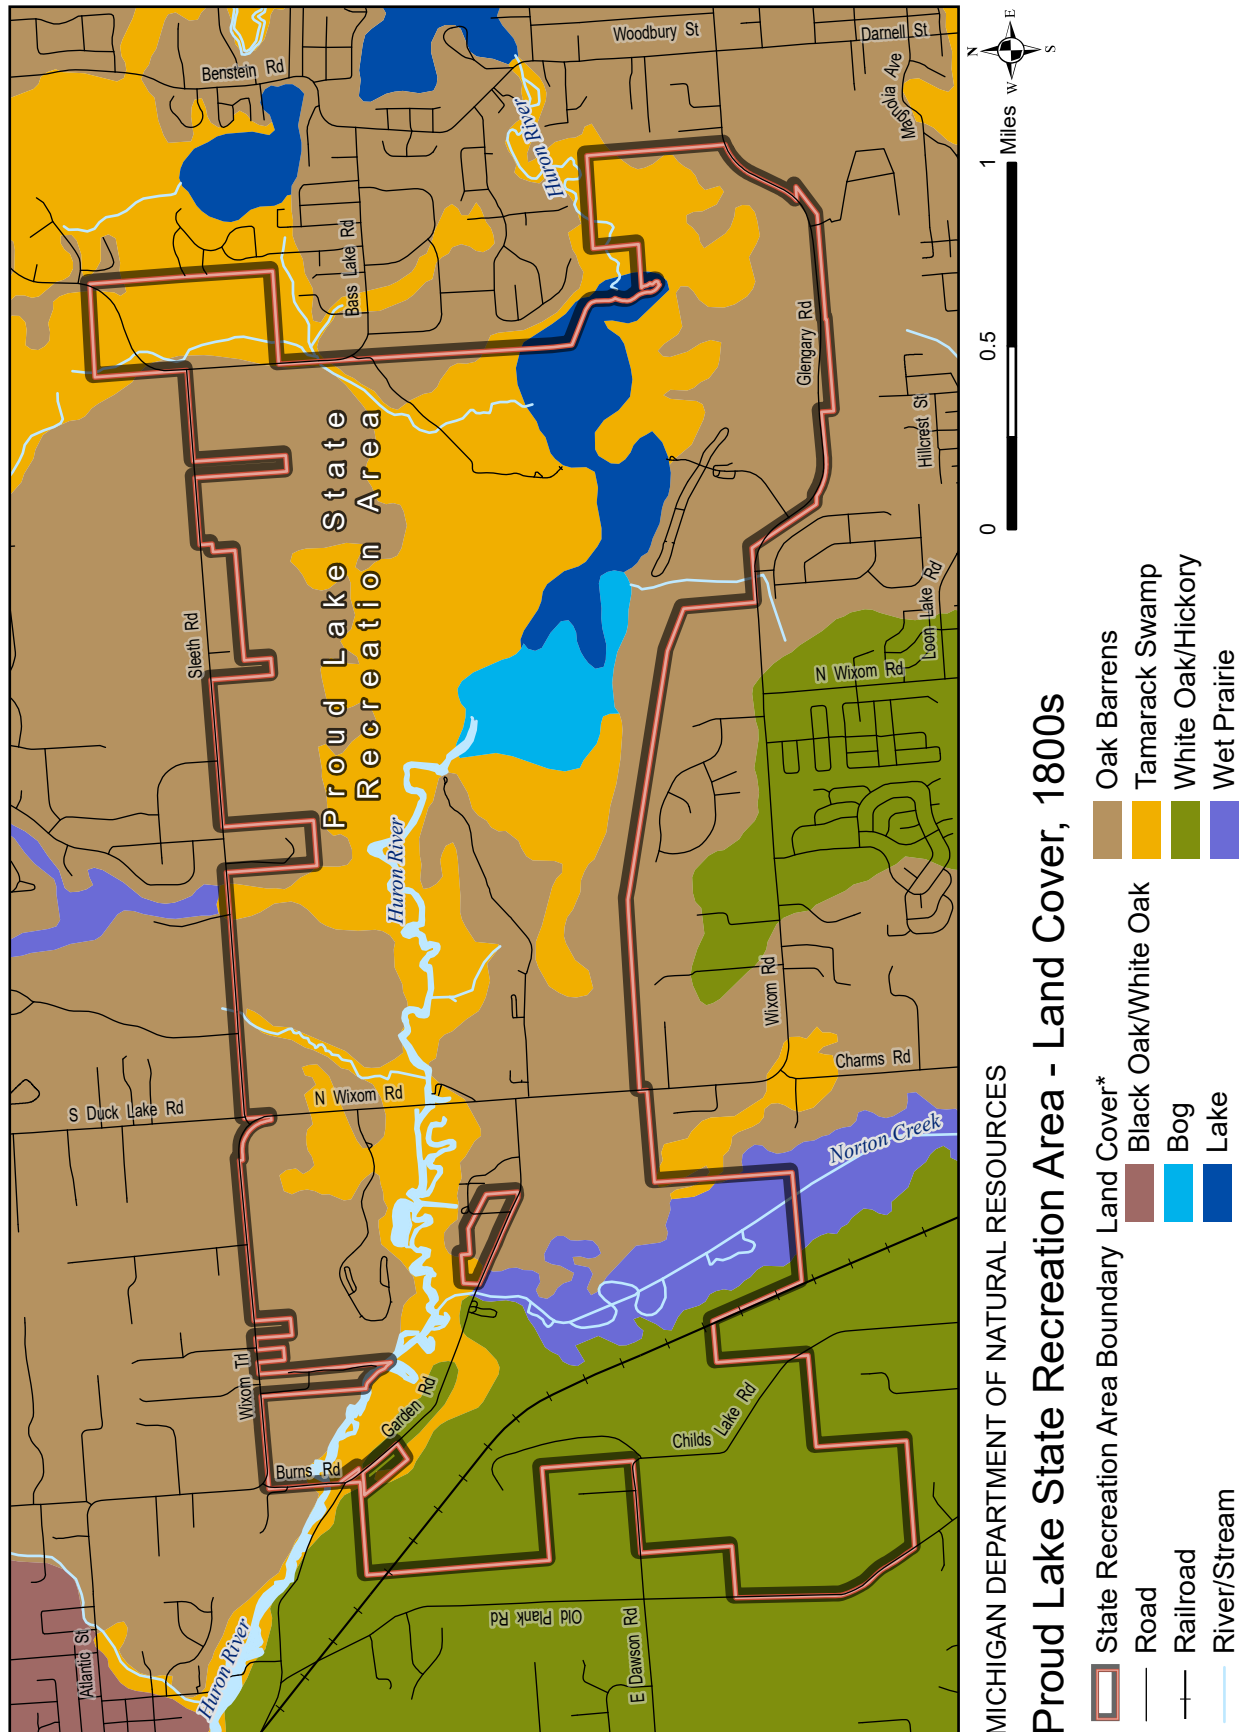 Woodbury St
Darnell St
Benstein Rd
Magnolia Ave
Huron River
Bass Lake Rd
Glengary Rd
Hillcrest St
Proud Lake State
Recreation Area
Sleeth Rd
Loon Lake Rd
N Wixom Rd
Huron River
Wixom Rd
S Duck Lake Rd
N Wixom Rd
Charms Rd
Norton Creek
Wixom Trl
Garden Rd
Childs Lake Rd
Burns Rd
Old Plank Rd
E Dawson Rd
Atlantic St
Huron River
N
E
S
W
0
0.5
1
Miles
MICHIGAN DEPARTMENT OF NATURAL RESOURCES
Proud Lake State Recreation Area - Land Cover, 1800s
State Recreation Area Boundary
Road
Railroad
River/Stream
Land Cover*
Black Oak/White Oak
Bog
Lake
Oak Barrens
Tamarack Swamp
White Oak/Hickory
Wet Prairie